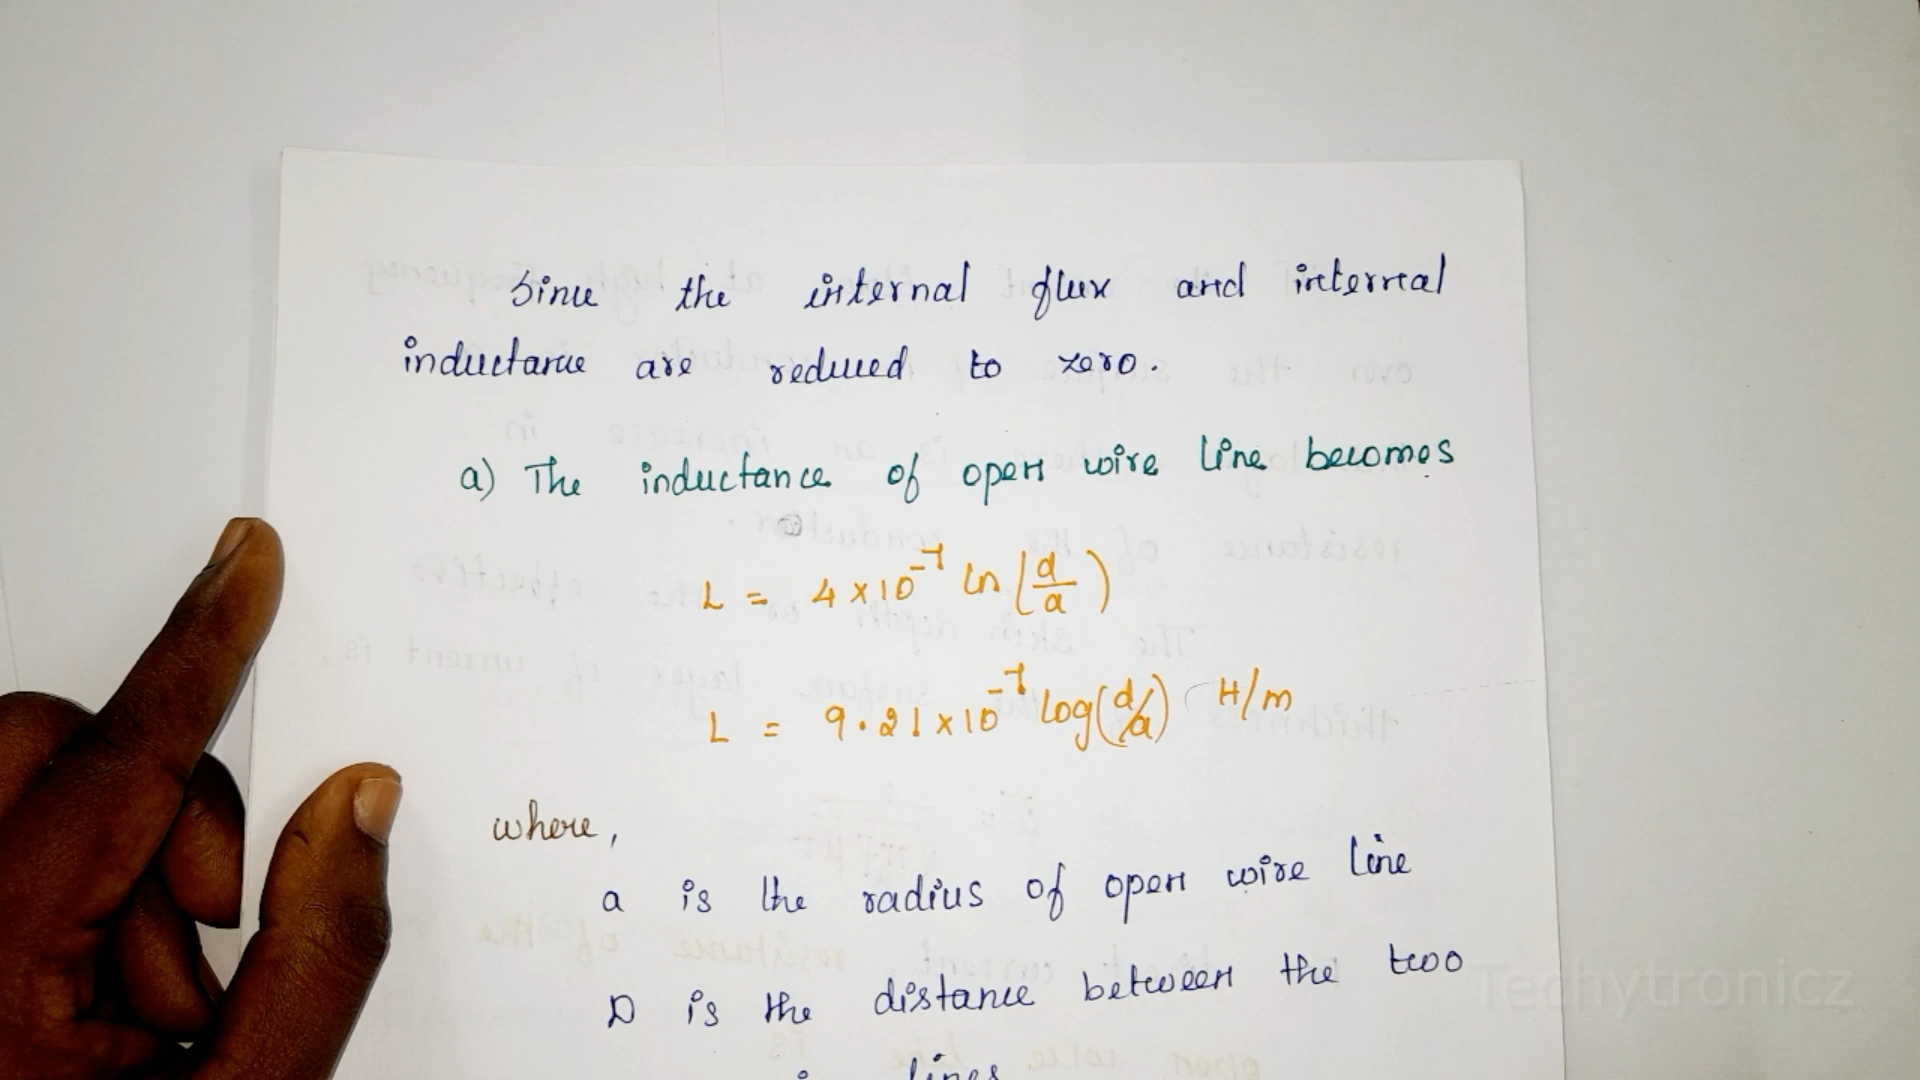 Since the internal flux and internal
inductance are reduced to zero.
a) The inductance of open wire line becomes
L = 4×10⁻⁷ ln(d/a)
L = 9.21×10⁻⁷ log(d/a) H/m
where,
a is the radius of open wire line
D is the distance between the two
lines
Techytronicz